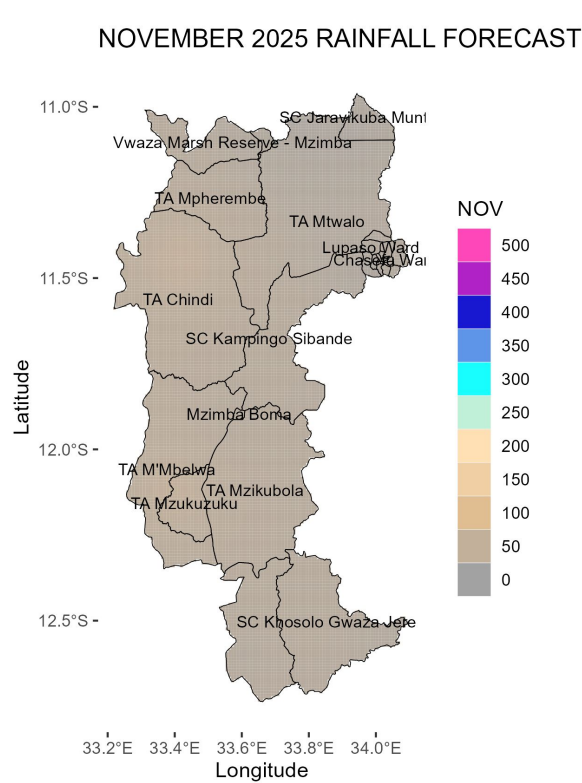 NOVEMBER 2025 RAINFALL FORECAST
11.0°S
SC Jaravikuba Munt
Vwaza Marsh Reserve - Mzimba
TA Mpherembe
TA Mtwalo
Lupaso Ward
Chasefu War
11.5°S
TA Chindi
SC Kampingo Sibande
Mzimba Boma
12.0°S
TA M'Mbelwa
TA Mzikubola
TA Mzukuzuku
12.5°S
SC Khosolo Gwaza Jere
Latitude
33.2°E 33.4°E 33.6°E 33.8°E 34.0°E
Longitude
NOV
500
450
400
350
300
250
200
150
100
50
0